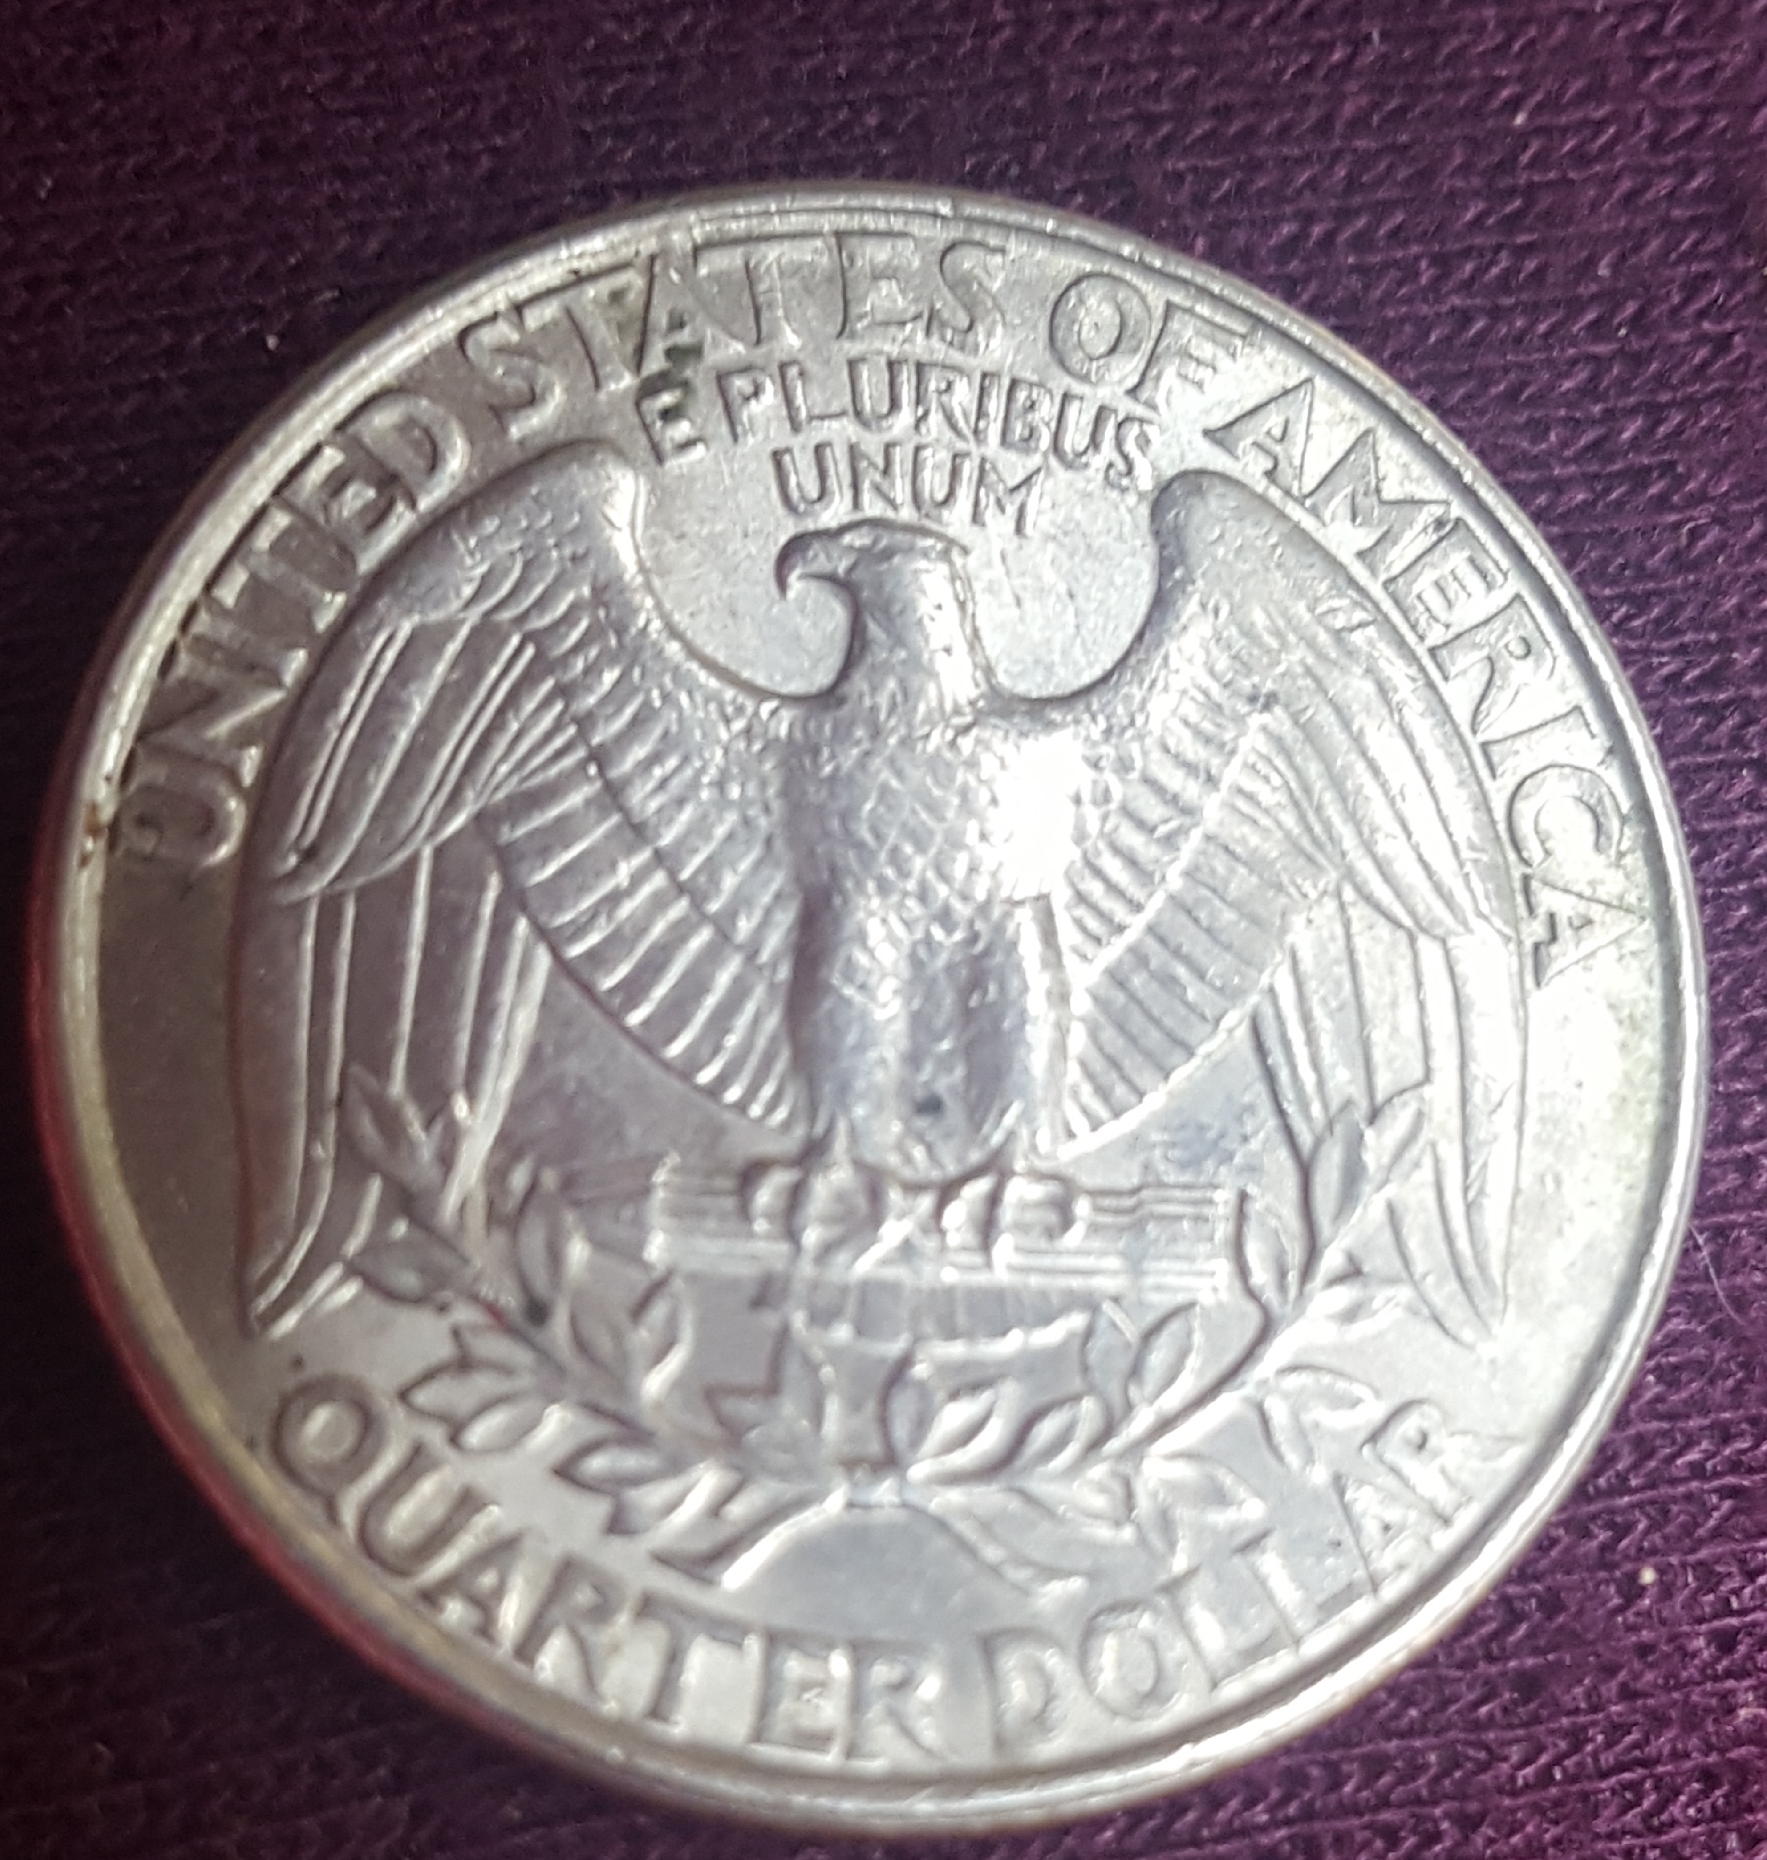 UNITED STATES OF AMERICA
E PLURIBUS
UNUM
QUARTER DOLLAR